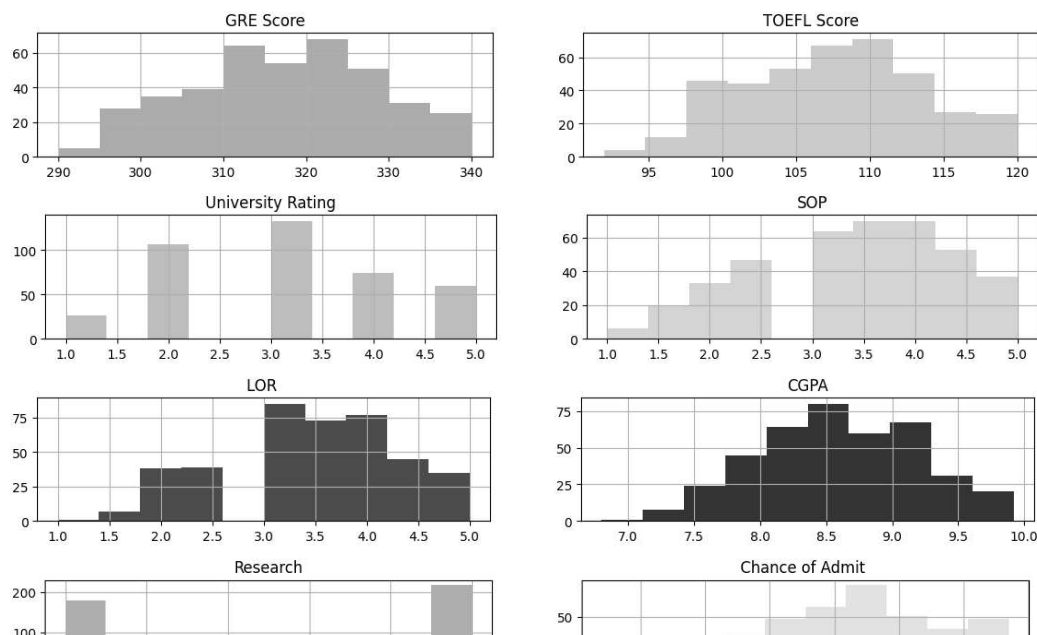 GRE Score
60
40
20
0
290 300 310 320 330 340
TOEFL Score
60
40
20
0
95 100 105 110 115 120
University Rating
100
50
0
1.0 1.5 2.0 2.5 3.0 3.5 4.0 4.5 5.0
SOP
60
40
20
0
1.0 1.5 2.0 2.5 3.0 3.5 4.0 4.5 5.0
LOR
75
50
25
0
1.0 1.5 2.0 2.5 3.0 3.5 4.0 4.5 5.0
CGPA
75
50
25
0
7.0 7.5 8.0 8.5 9.0 9.5 10.0
Research
200
100
Chance of Admit
50